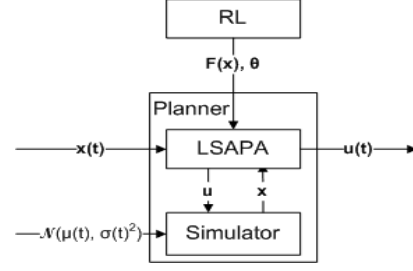 RL
F(x), θ
Planner
x(t)
LSAPA
u(t)
u
x
𝒩(μ(t), σ(t)²)
Simulator